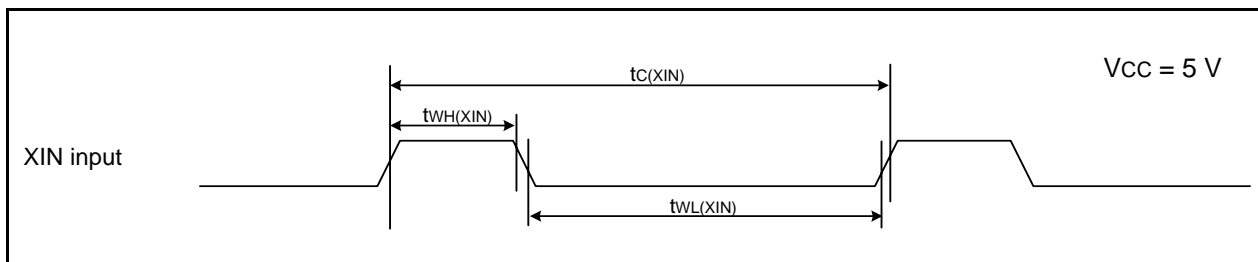 VCC = 5 V
tC(XIN)
tWH(XIN)
XIN input
tWL(XIN)